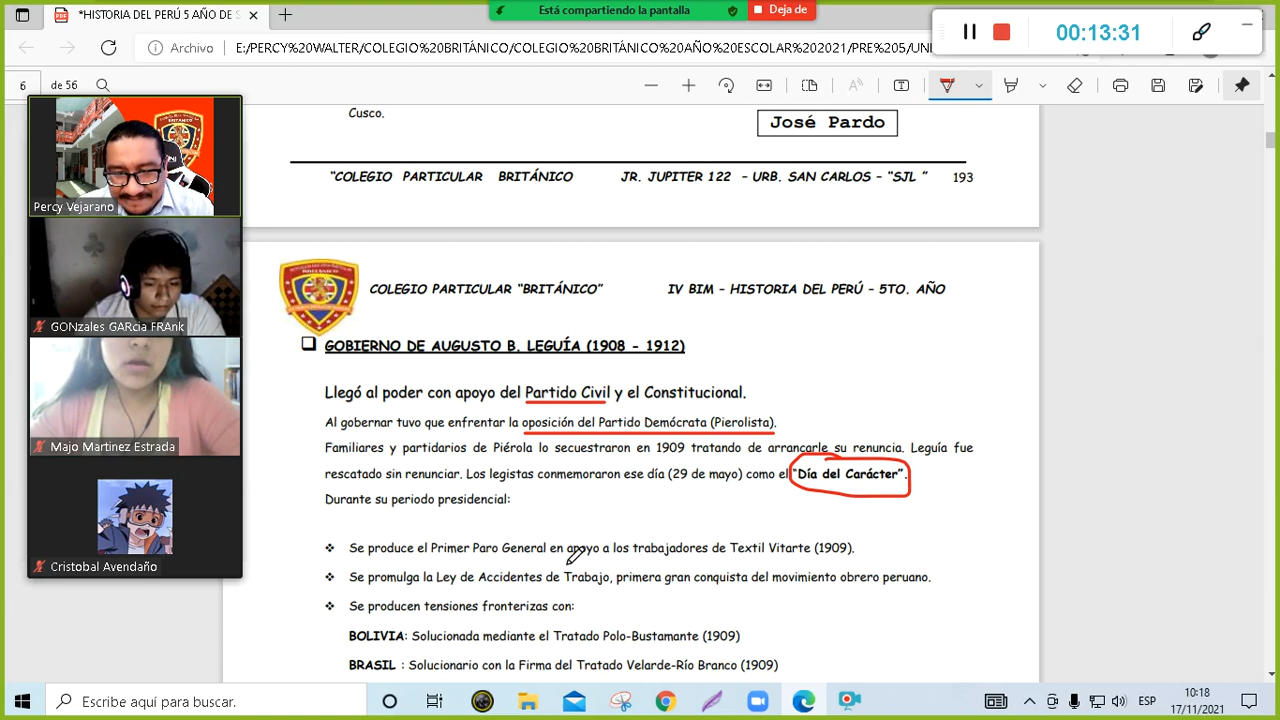 *HISTORIA DEL PERÚ 5 AÑO DE S
Está compartiendo la pantalla
Deja de
00:13:31
Archivo
E:/PERCY%20WALTER/COLEGIO%20BRITÁNICO/COLEGIO%20BRITÁNICO%20AÑO%20ESCOLAR%202021/PRE%205/UNI
6 de 56
Cusco.
José Pardo
"COLEGIO PARTICULAR BRITÁNICO JR. JUPITER 122 - URB. SAN CARLOS - "SJL " 193
Percy Vejarano
GONzales GARcia FRAnk
Majo Martinez Estrada
Cristobal Avendaño
BRITÁNICO
COLEGIO PARTICULAR "BRITÁNICO" IV BIM - HISTORIA DEL PERÚ - 5TO. AÑO
GOBIERNO DE AUGUSTO B. LEGUÍA (1908 - 1912)
Llegó al poder con apoyo del Partido Civil y el Constitucional.
Al gobernar tuvo que enfrentar la oposición del Partido Demócrata (Pierolista).
Familiares y partidarios de Piérola lo secuestraron en 1909 tratando de arrancarle su renuncia. Leguía fue
rescatado sin renunciar. Los legistas conmemoraron ese día (29 de mayo) como el "Día del Carácter".
Durante su periodo presidencial:
❖ Se produce el Primer Paro General en apoyo a los trabajadores de Textil Vitarte (1909).
❖ Se promulga la Ley de Accidentes de Trabajo, primera gran conquista del movimiento obrero peruano.
❖ Se producen tensiones fronterizas con:
BOLIVIA: Solucionada mediante el Tratado Polo-Bustamante (1909)
BRASIL : Solucionario con la Firma del Tratado Velarde-Río Branco (1909)
Escribe aquí para buscar.
ESP
10:18
17/11/2021